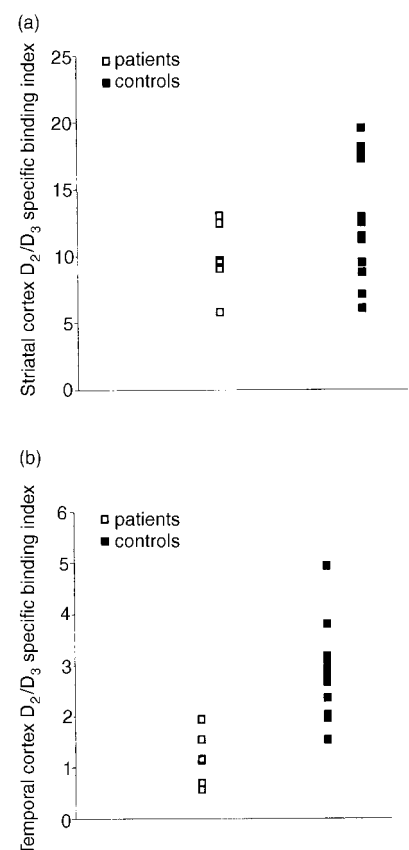 (a)
Striatal cortex D₂/D₃ specific binding index
25
20
15
10
5
0
patients
controls
(b)
Temporal cortex D₂/D₃ specific binding index
6
5
4
3
2
1
0
patients
controls